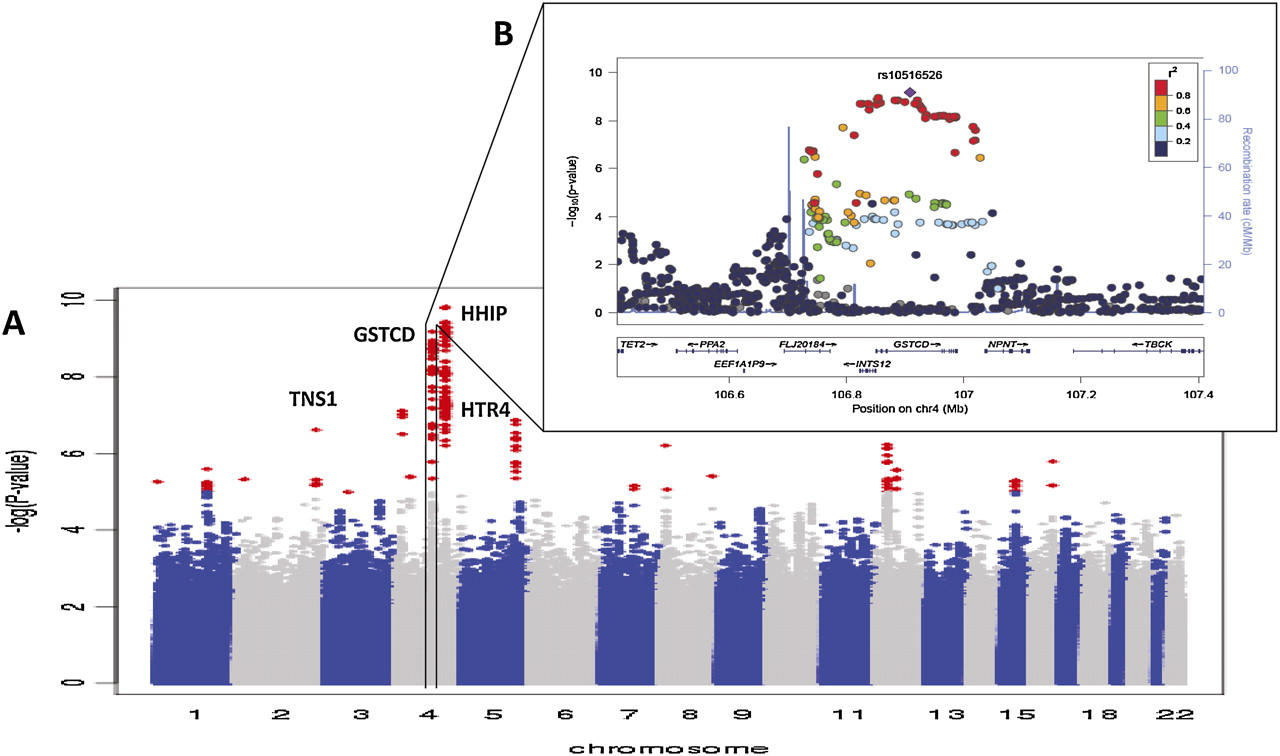 B
rs10516526
r2
0.8
0.6
0.4
0.2
10
8
6
4
2
0
−log10(p−value)
100
80
60
40
20
0
Recombination rate (cM/Mb)
TET2→ ←PPA2 FLJ20184→ GSTCD→ NPNT→ ←TBCK
EEF1A1P9→ ←INTS12
106.6 106.8 107 107.2 107.4
Position on chr4 (Mb)
A
GSTCD
HHIP
TNS1
HTR4
10
8
6
4
2
0
-log(P-value)
1 2 3 4 5 6 7 8 9 11 13 15 18 22
chromosome